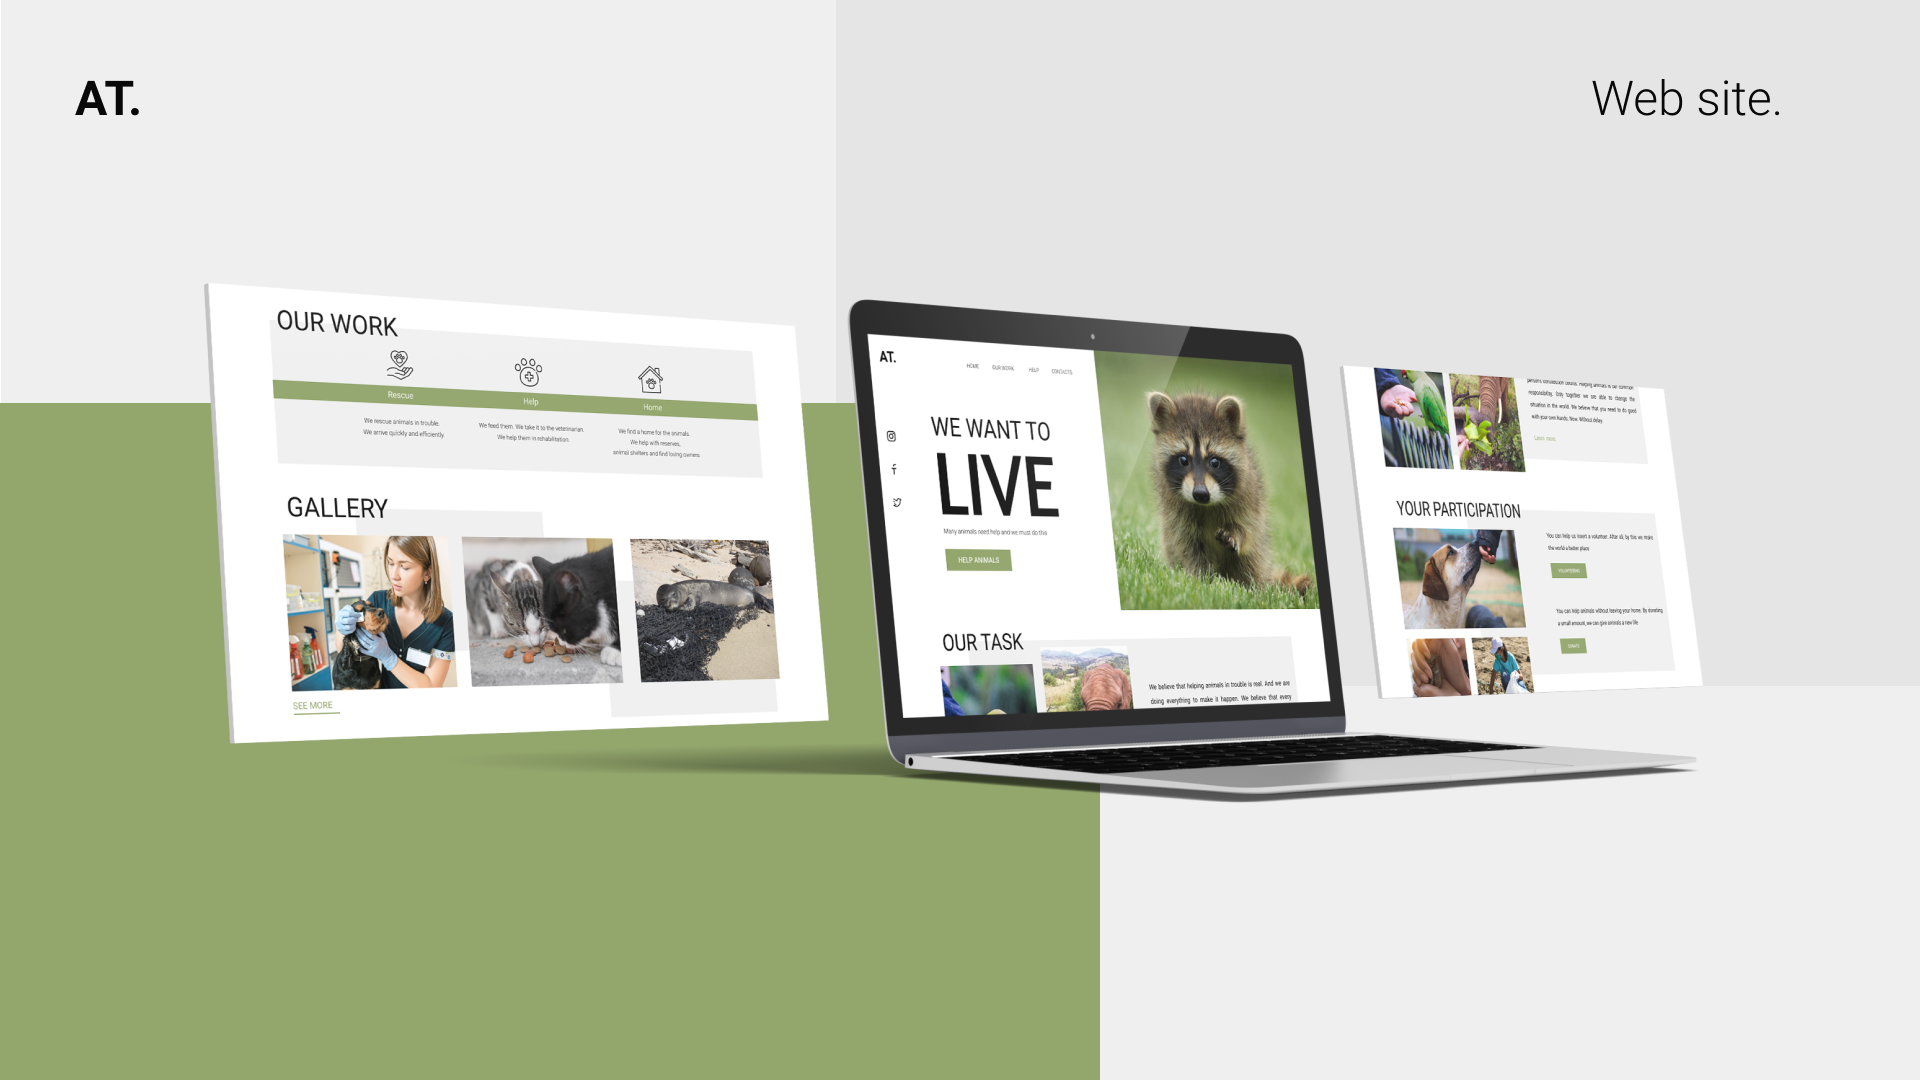 AT.
Web site.
OUR WORK
Rescue
We rescue animals in trouble.
We arrive quickly and efficiently.
Help
We feed them. We take it to the veterinarian.
We help them in rehabilitation.
Home
We find a home for the animals.
We help with reserves,
animal shelters and find loving owners
GALLERY
SEE MORE
AT.
HOME
OUR WORK
HELP
CONTACTS
WE WANT TO
LIVE
Many animals need help and we must do this
HELP ANIMALS
OUR TASK
We believe that helping animals in trouble is real. And we are
doing everything to make it happen. We believe that every
person's contribution counts. Helping animals is our common
responsibility. Only together we are able to change the
situation in the world. We believe that you need to do good
with your own hands. Now. Without delay.
Learn more
YOUR PARTICIPATION
You can help us insert a volunteer. After all, by this we make
the world a better place
VOLUNTEERING
You can help animals without leaving your home. By donating
a small amount, we can give animals a new life
DONATE